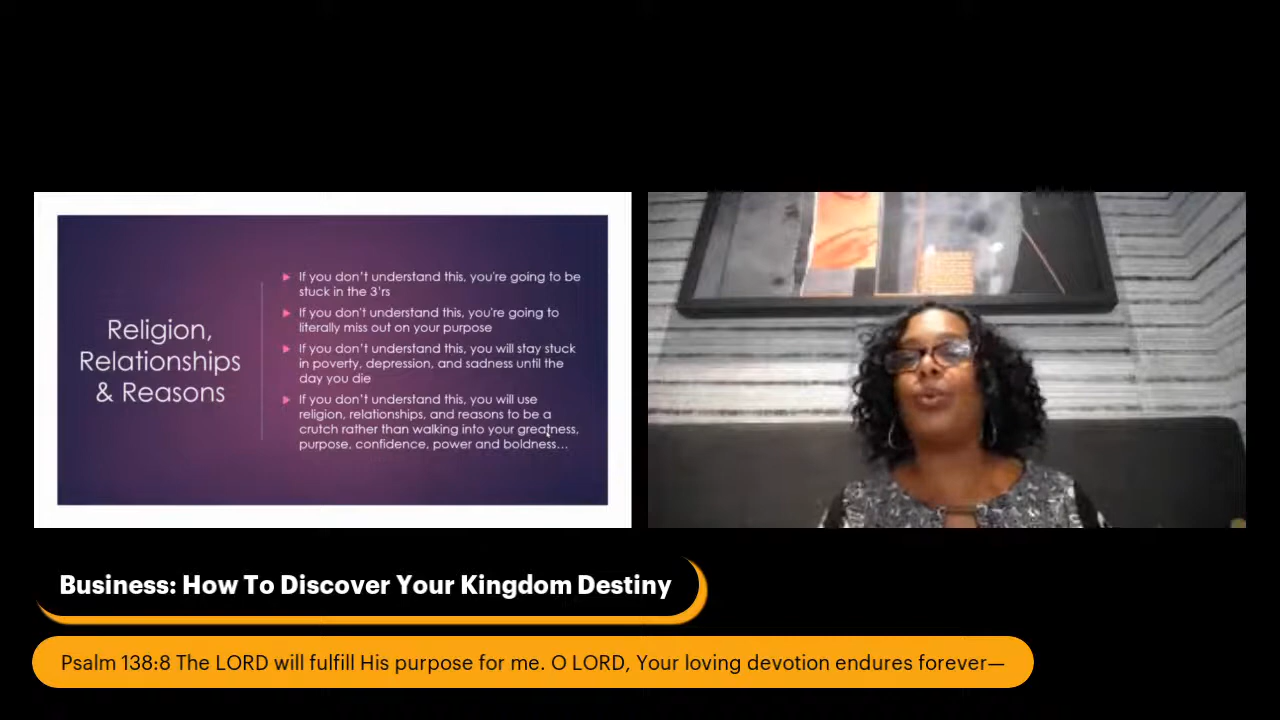 Religion,
Relationships
& Reasons
If you don't understand this, you're going to be
stuck in the 3'rs
If you don't understand this, you're going to
literally miss out on your purpose
If you don't understand this, you will stay stuck
in poverty, depression, and sadness until the
day you die
If you don't understand this, you will use
religion, relationships, and reasons to be a
crutch rather than walking into your greatness,
purpose, confidence, power and boldness...
Business: How To Discover Your Kingdom Destiny
Psalm 138:8 The LORD will fulfill His purpose for me. O LORD, Your loving devotion endures forever—